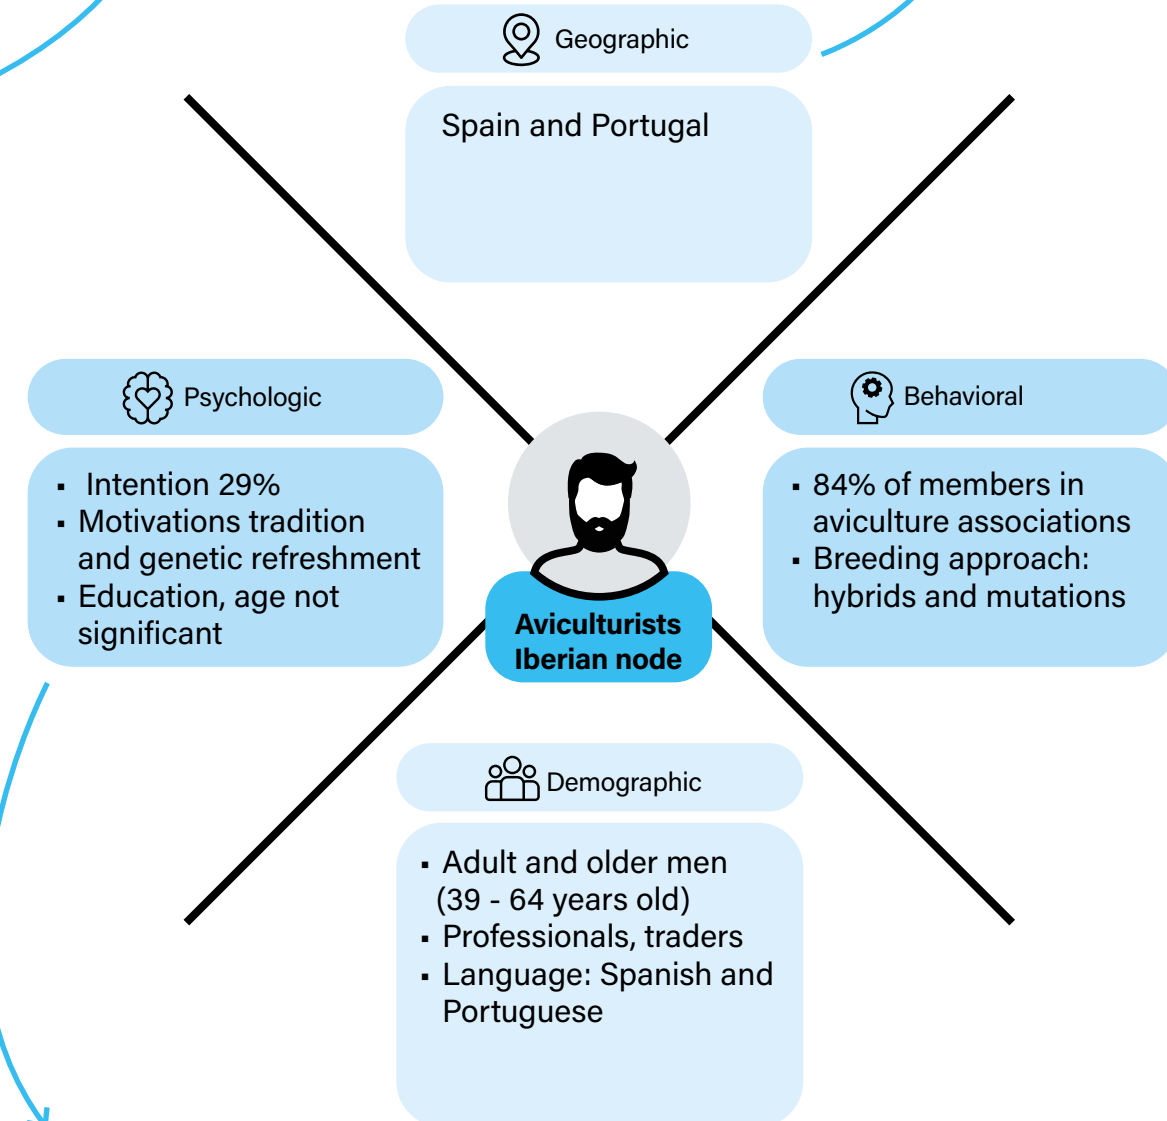 Geographic
Spain and Portugal
Psychologic
▪ Intention 29%
▪ Motivations tradition
and genetic refreshment
▪ Education, age not
significant
Behavioral
▪ 84% of members in
aviculture associations
▪ Breeding approach:
hybrids and mutations
Aviculturists
Iberian node
Demographic
▪ Adult and older men
(39 - 64 years old)
▪ Professionals, traders
▪ Language: Spanish and
Portuguese